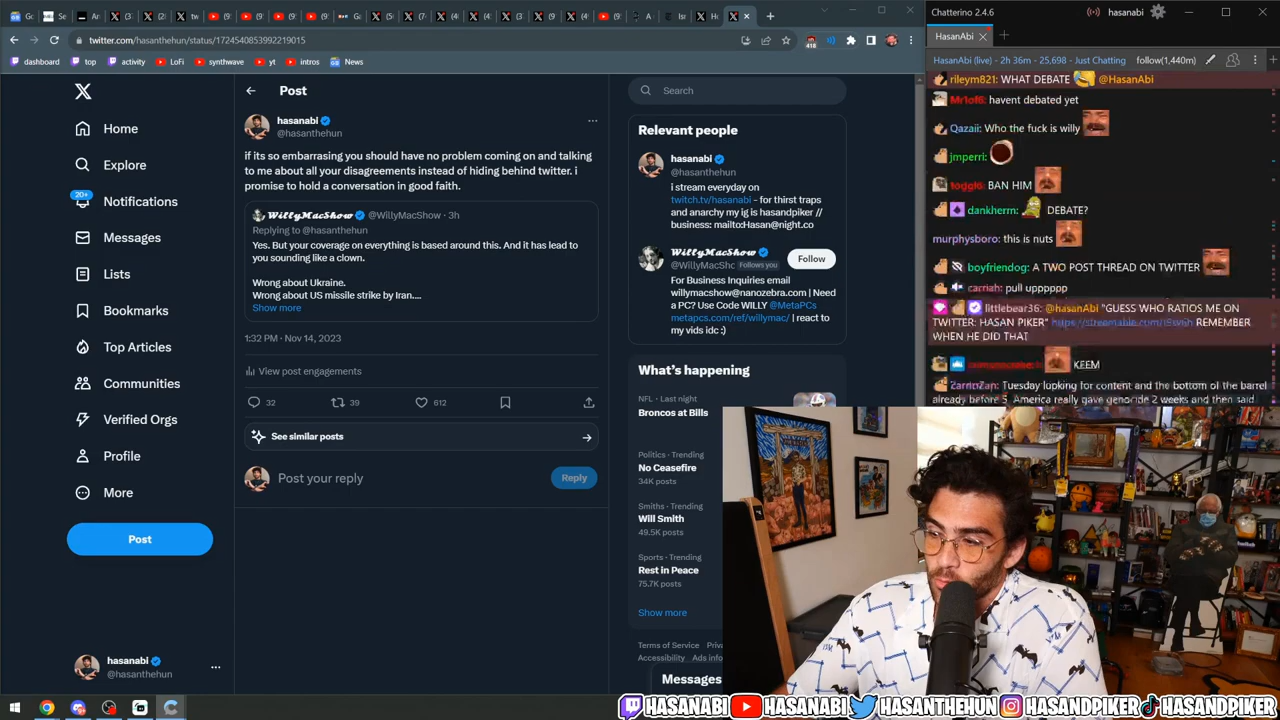 Chatterino 2.4.6
hasanabi
twitter.com/hasanthehun/status/1724540853992219015
418
HasanAbi
dashboard
top
activity
LoFi
synthwave
yt
intros
News
HasanAbi (live) - 2h 36m - 25,698 - Just Chatting
follow(1,440m)
X
Home
Explore
20+
Notifications
Messages
Lists
Bookmarks
Top Articles
Communities
Verified Orgs
Profile
More
Post
hasanabi
@hasanthehun
Post
hasanabi
@hasanthehun
if its so embarrasing you should have no problem coming on and talking
to me about all your disagreements instead of hiding behind twitter. i
promise to hold a conversation in good faith.
WillyMacShow @WillyMacShow · 3h
Replying to @hasanthehun
Yes. But your coverage on everything is based around this. And it has lead to
you sounding like a clown.
Wrong about Ukraine.
Wrong about US missile strike by Iran....
Show more
1:32 PM · Nov 14, 2023
View post engagements
32
39
612
See similar posts
Post your reply
Reply
Search
Relevant people
hasanabi
@hasanthehun
i stream everyday on
twitch.tv/hasanabi - for thirst traps
and anarchy my ig is hasandpiker //
business: mailto:Hasan@night.co
WillyMacShow
@WillyMacShc Follows you
Follow
For Business Inquiries email
willymacshow@nanozebra.com | Need
a PC? Use Code WILLY @MetaPCs
metapcs.com/ref/willymac/ | react to
my vids idc :)
What's happening
NFL · Last night
Broncos at Bills
Politics · Trending
No Ceasefire
34K posts
Smiths · Trending
Will Smith
49.5K posts
Sports · Trending
Rest in Peace
75.7K posts
Show more
Terms of Service
Accessibility
Messages
rileym821: WHAT DEBATE @HasanAbi
Mr1of6: havent debated yet
Qazaii: Who the fuck is willy
jmperri:
BAN HIM
dankherm: DEBATE?
murphysboro: this is nuts
boyfriendog: A TWO POST THREAD ON TWITTER
carriah: pull upppppp
littlebear36: @hasanAbi "GUESS WHO RATIOS ME ON
TWITTER: HASAN PIKER"
REMEMBER
WHEN HE DID THAT
KEEM
Tuesday lupking for content and the bottom of the barrel
already before 5. America really gave genocide 2 weeks and then said
HASANABI
HASANABI
HASANTHEHUN
HASANDPIKER
HASANDPIKER